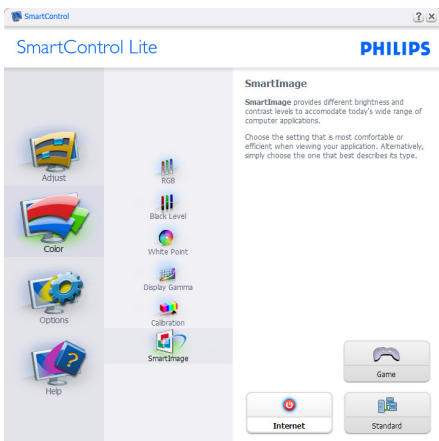 SmartControl
? ×
SmartControl Lite
PHILIPS
Adjust
Color
Options
Help
RGB
Black Level
White Point
Display Gamma
Calibration
SmartImage
SmartImage
SmartImage provides different brightness and
contrast levels to accomodate today's wide range of
computer applications.
Choose the setting that is most comfortable or
efficient when viewing your application. Alternatively,
simply choose the one that best describes its type.
Game
Internet
Standard